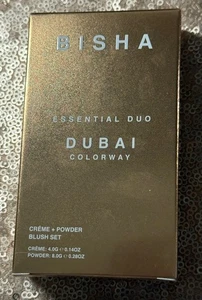 BISHA
ESSENTIAL DUO
DUBAI
COLORWAY
CRÈME + POWDER
BLUSH SET
CRÈME: 4.0G ℮ 0.14OZ
POWDER: 8.0G ℮ 0.28OZ